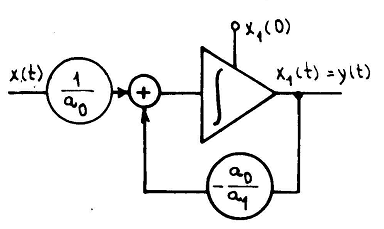 x₁(0)
x(t)
x₁(t) = y(t)
1
a₀
+
∫
- a₀
a₁